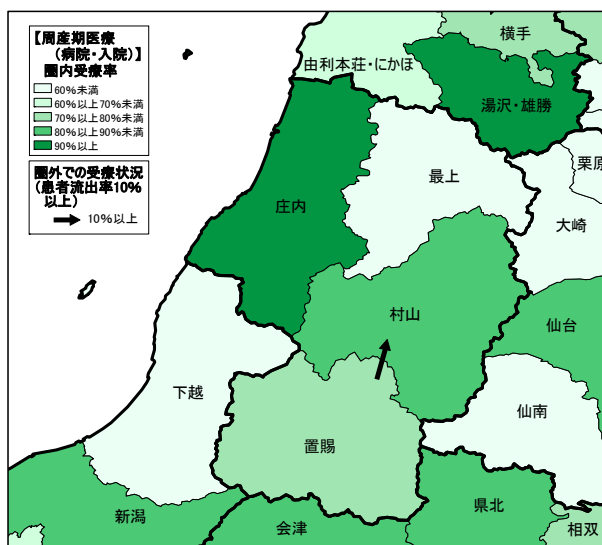 【周産期医療
(病院・入院)】
圏内受療率
60%未満
60%以上70%未満
70%以上80%未満
80%以上90%未満
90%以上
圏外での受療状況
(患者流出率10%
以上)
10%以上
横手
由利本荘・にかほ
湯沢・雄勝
栗原
最上
庄内
大崎
村山
仙台
下越
仙南
置賜
新潟
県北
会津
相双